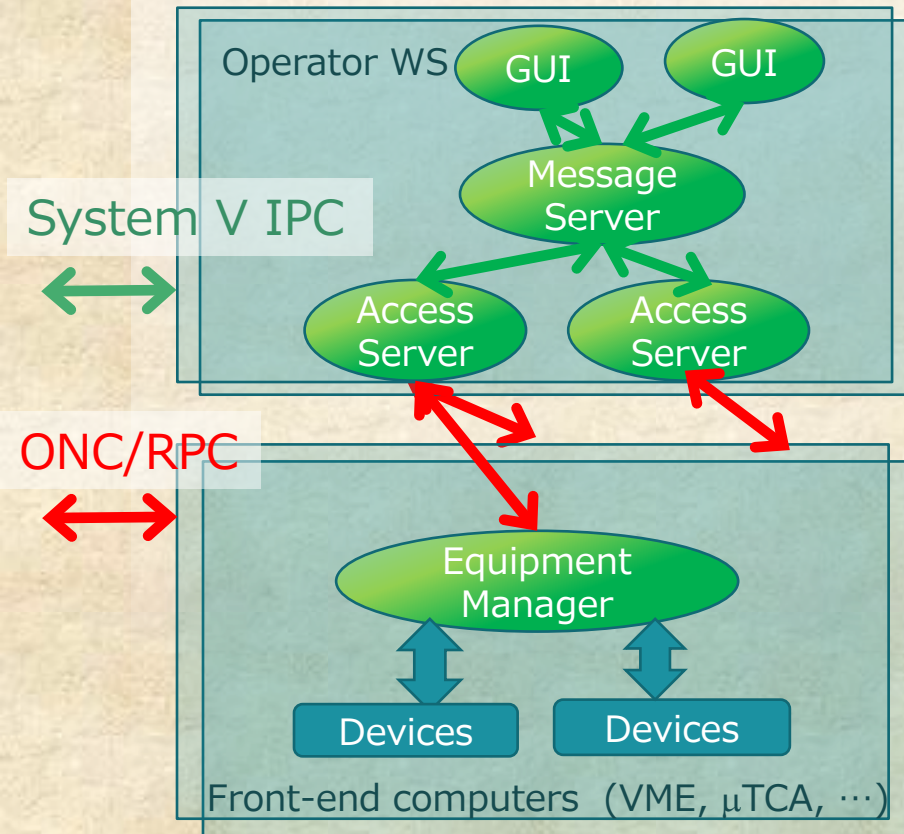 Operator WS
GUI
GUI
Message
Server
System V IPC
Access
Server
Access
Server
ONC/RPC
Equipment
Manager
Devices
Devices
Front-end computers (VME, μTCA, ⋯)